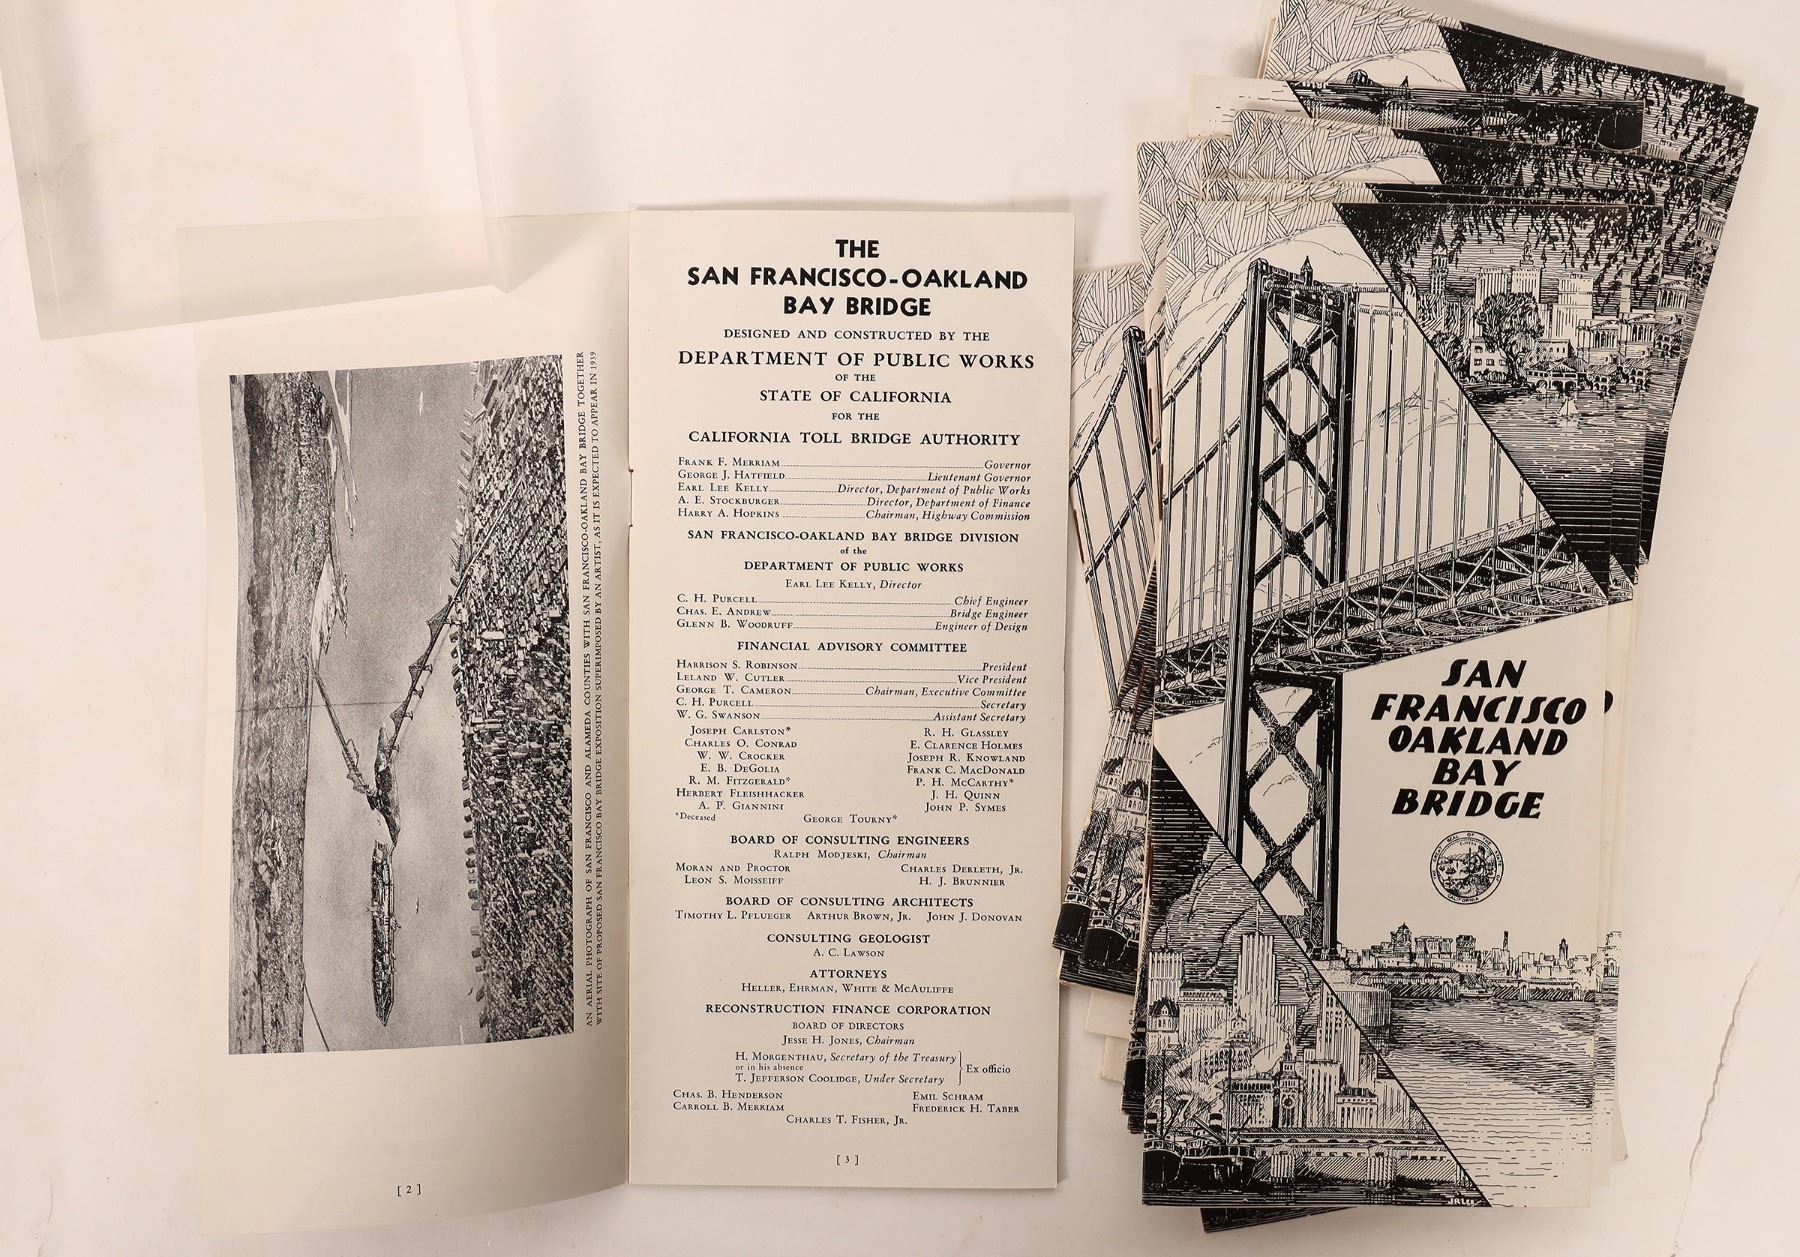 AN AERIAL PHOTOGRAPH OF SAN FRANCISCO AND ALAMEDA COUNTIES WITH SAN FRANCISCO-OAKLAND BAY BRIDGE TOGETHER
WITH SITE OF PROPOSED SAN FRANCISCO BAY BRIDGE EXPOSITION SUPERIMPOSED BY AN ARTIST, AS IT IS EXPECTED TO APPEAR IN 1939
[ 2 ]
THE
SAN FRANCISCO-OAKLAND
BAY BRIDGE
DESIGNED AND CONSTRUCTED BY THE
DEPARTMENT OF PUBLIC WORKS
OF THE
STATE OF CALIFORNIA
FOR THE
CALIFORNIA TOLL BRIDGE AUTHORITY
FRANK F. MERRIAM Governor
GEORGE J. HATFIELD Lieutenant Governor
EARL LEE KELLY Director, Department of Public Works
A. E. STOCKBURGER Director, Department of Finance
HARRY A. HOPKINS Chairman, Highway Commission
SAN FRANCISCO-OAKLAND BAY BRIDGE DIVISION
of the
DEPARTMENT OF PUBLIC WORKS
EARL LEE KELLY, Director
C. H. PURCELL Chief Engineer
CHAS. E. ANDREW Bridge Engineer
GLENN B. WOODRUFF Engineer of Design
FINANCIAL ADVISORY COMMITTEE
HARRISON S. ROBINSON President
LELAND W. CUTLER Vice President
GEORGE T. CAMERON Chairman, Executive Committee
C. H. PURCELL Secretary
W. G. SWANSON Assistant Secretary
JOSEPH CARLSTON* R. H. GLASSLEY
CHARLES O. CONRAD E. CLARENCE HOLMES
W. W. CROCKER JOSEPH R. KNOWLAND
E. B. DEGOLIA FRANK C. MACDONALD
R. M. FITZGERALD* P. H. MCCARTHY*
HERBERT FLEISHHACKER J. H. QUINN
A. P. GIANNINI JOHN P. SYMES
*Deceased GEORGE TOURNY*
BOARD OF CONSULTING ENGINEERS
RALPH MODJESKI, Chairman
MORAN AND PROCTOR CHARLES DERLETH, JR.
LEON S. MOISSEIFF H. J. BRUNNIER
BOARD OF CONSULTING ARCHITECTS
TIMOTHY L. PFLUEGER ARTHUR BROWN, JR. JOHN J. DONOVAN
CONSULTING GEOLOGIST
A. C. LAWSON
ATTORNEYS
HELLER, EHRMAN, WHITE & MCAULIFFE
RECONSTRUCTION FINANCE CORPORATION
BOARD OF DIRECTORS
JESSE H. JONES, Chairman
H. MORGENTHAU, Secretary of the Treasury
or in his absence
T. JEFFERSON COOLIDGE, Under Secretary
Ex officio
CHAS. B. HENDERSON EMIL SCHRAM
CARROLL B. MERRIAM FREDERICK H. TABER
CHARLES T. FISHER, JR.
[ 3 ]
SAN
FRANCISCO
OAKLAND
BAY
BRIDGE
THE GREAT SEAL OF THE STATE OF CALIFORNIA
JRLEE